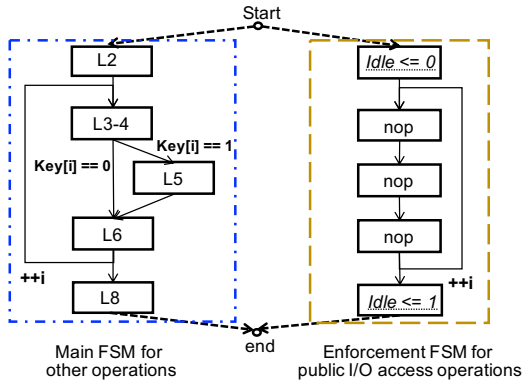 Start
L2
L3-4
Key[i] == 1
Key[i] == 0
L5
L6
++i
L8
Idle <= 0
nop
nop
nop
++i
Idle <= 1
end
Main FSM for
other operations
Enforcement FSM for
public I/O access operations